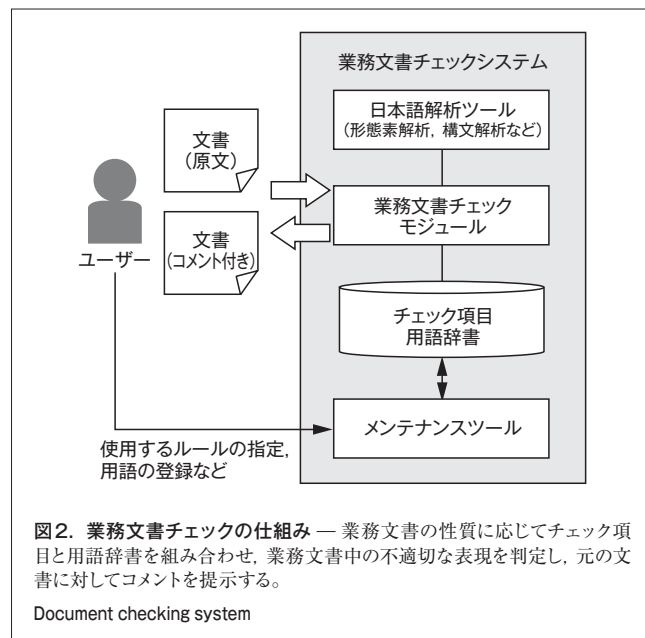 業務文書チェックシステム
日本語解析ツール
(形態素解析，構文解析など)
文書
(原文)
業務文書チェック
モジュール
文書
(コメント付き)
ユーザー
チェック項目
用語辞書
メンテナンスツール
使用するルールの指定，
用語の登録など
図2．業務文書チェックの仕組み — 業務文書の性質に応じてチェック項
目と用語辞書を組み合わせ，業務文書中の不適切な表現を判定し，元の文
書に対してコメントを提示する。
Document checking system